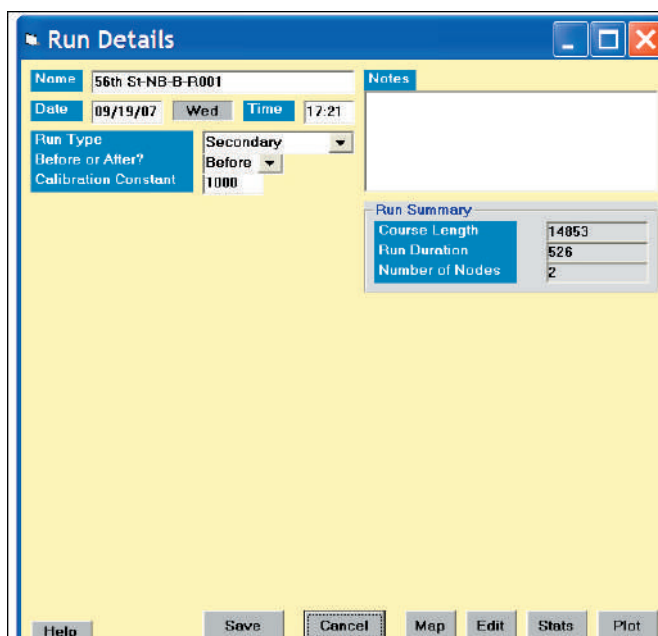 Run Details
Name 56th St-NB-B-R001
Date 09/19/07 Wed Time 17:21
Run Type Secondary
Before or After? Before
Calibration Constant 1000
Notes
Run Summary
Course Length 14853
Run Duration 526
Number of Nodes 2
Help Save Cancel Map Edit Stats Plot